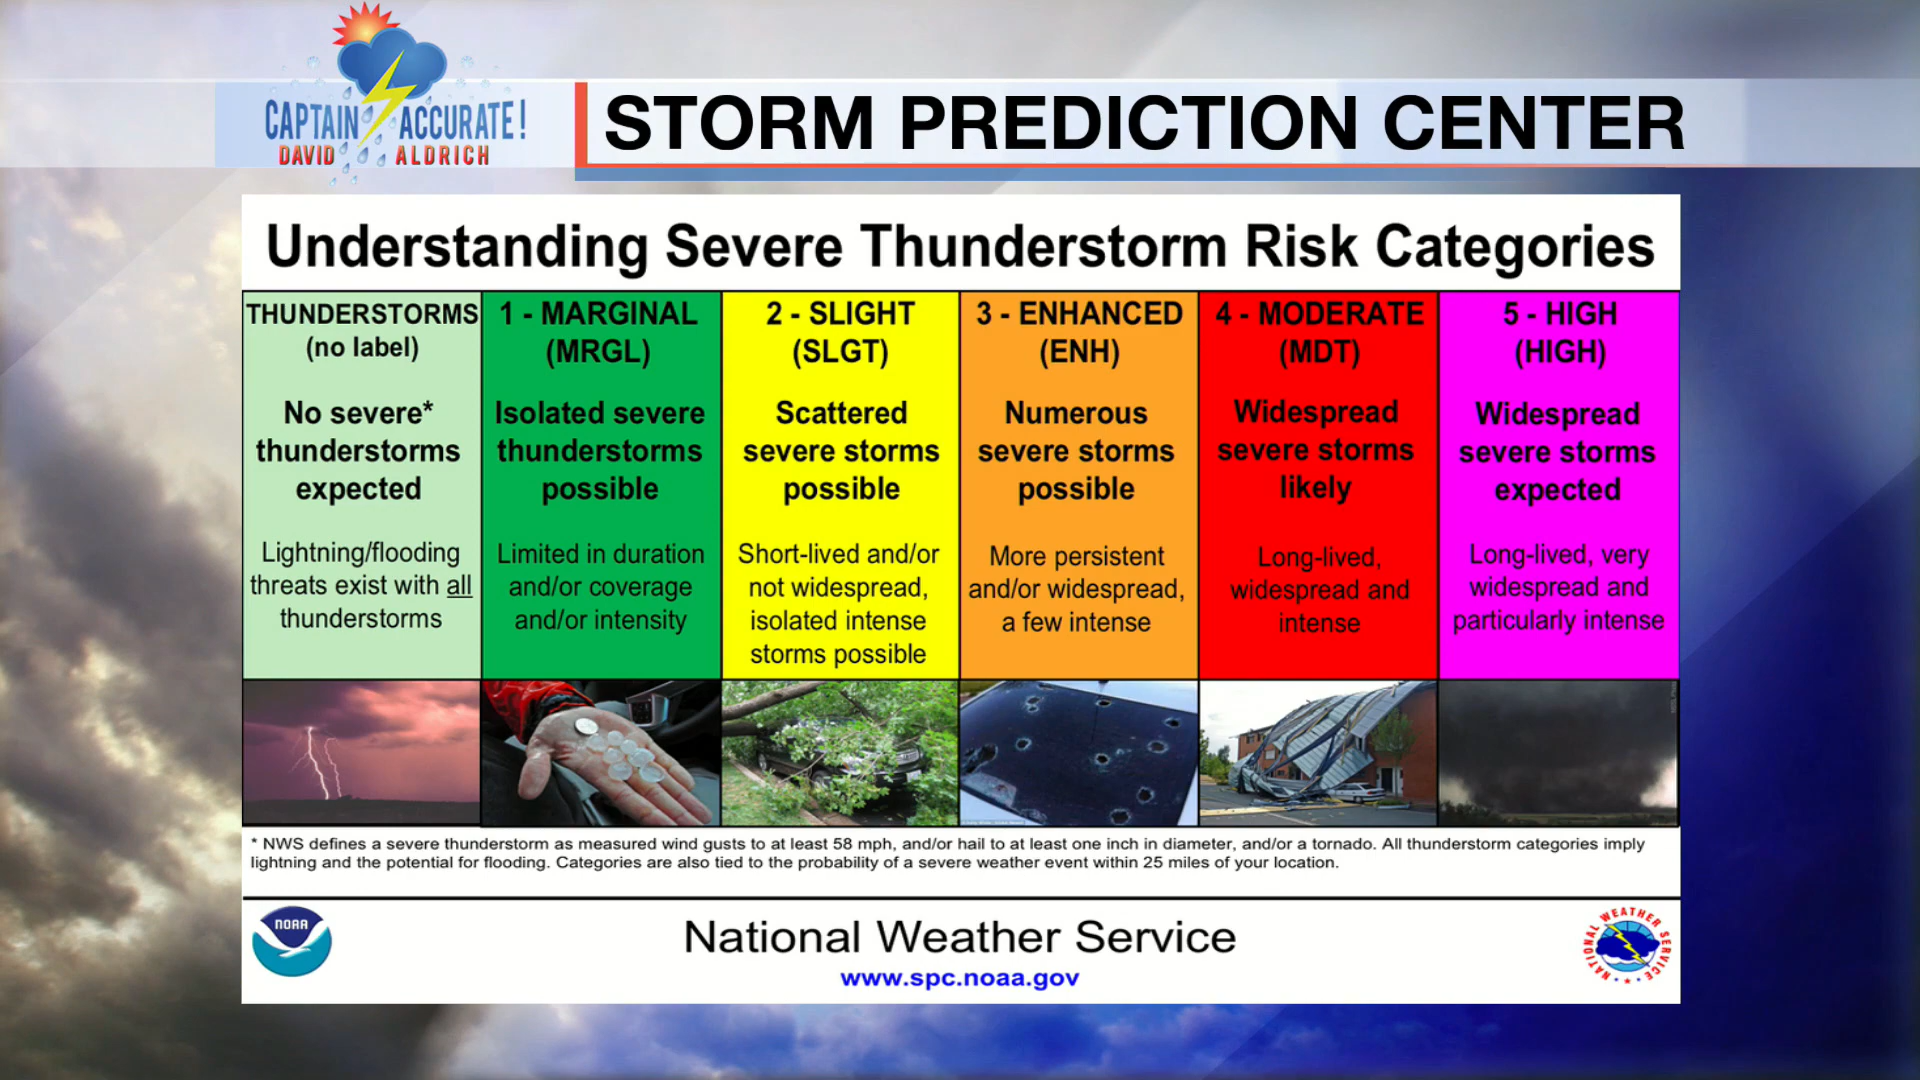 CAPTAIN ACCURATE!
DAVID ALDRICH
STORM PREDICTION CENTER
Understanding Severe Thunderstorm Risk Categories
THUNDERSTORMS
(no label)
No severe*
thunderstorms
expected
Lightning/flooding
threats exist with all
thunderstorms
1 - MARGINAL
(MRGL)
Isolated severe
thunderstorms
possible
Limited in duration
and/or coverage
and/or intensity
2 - SLIGHT
(SLGT)
Scattered
severe storms
possible
Short-lived and/or
not widespread,
isolated intense
storms possible
3 - ENHANCED
(ENH)
Numerous
severe storms
possible
More persistent
and/or widespread,
a few intense
4 - MODERATE
(MDT)
Widespread
severe storms
likely
Long-lived,
widespread and
intense
5 - HIGH
(HIGH)
Widespread
severe storms
expected
Long-lived, very
widespread and
particularly intense
* NWS defines a severe thunderstorm as measured wind gusts to at least 58 mph, and/or hail to at least one inch in diameter, and/or a tornado. All thunderstorm categories imply
lightning and the potential for flooding. Categories are also tied to the probability of a severe weather event within 25 miles of your location.
NOAA
National Weather Service
www.spc.noaa.gov
NATIONAL WEATHER SERVICE